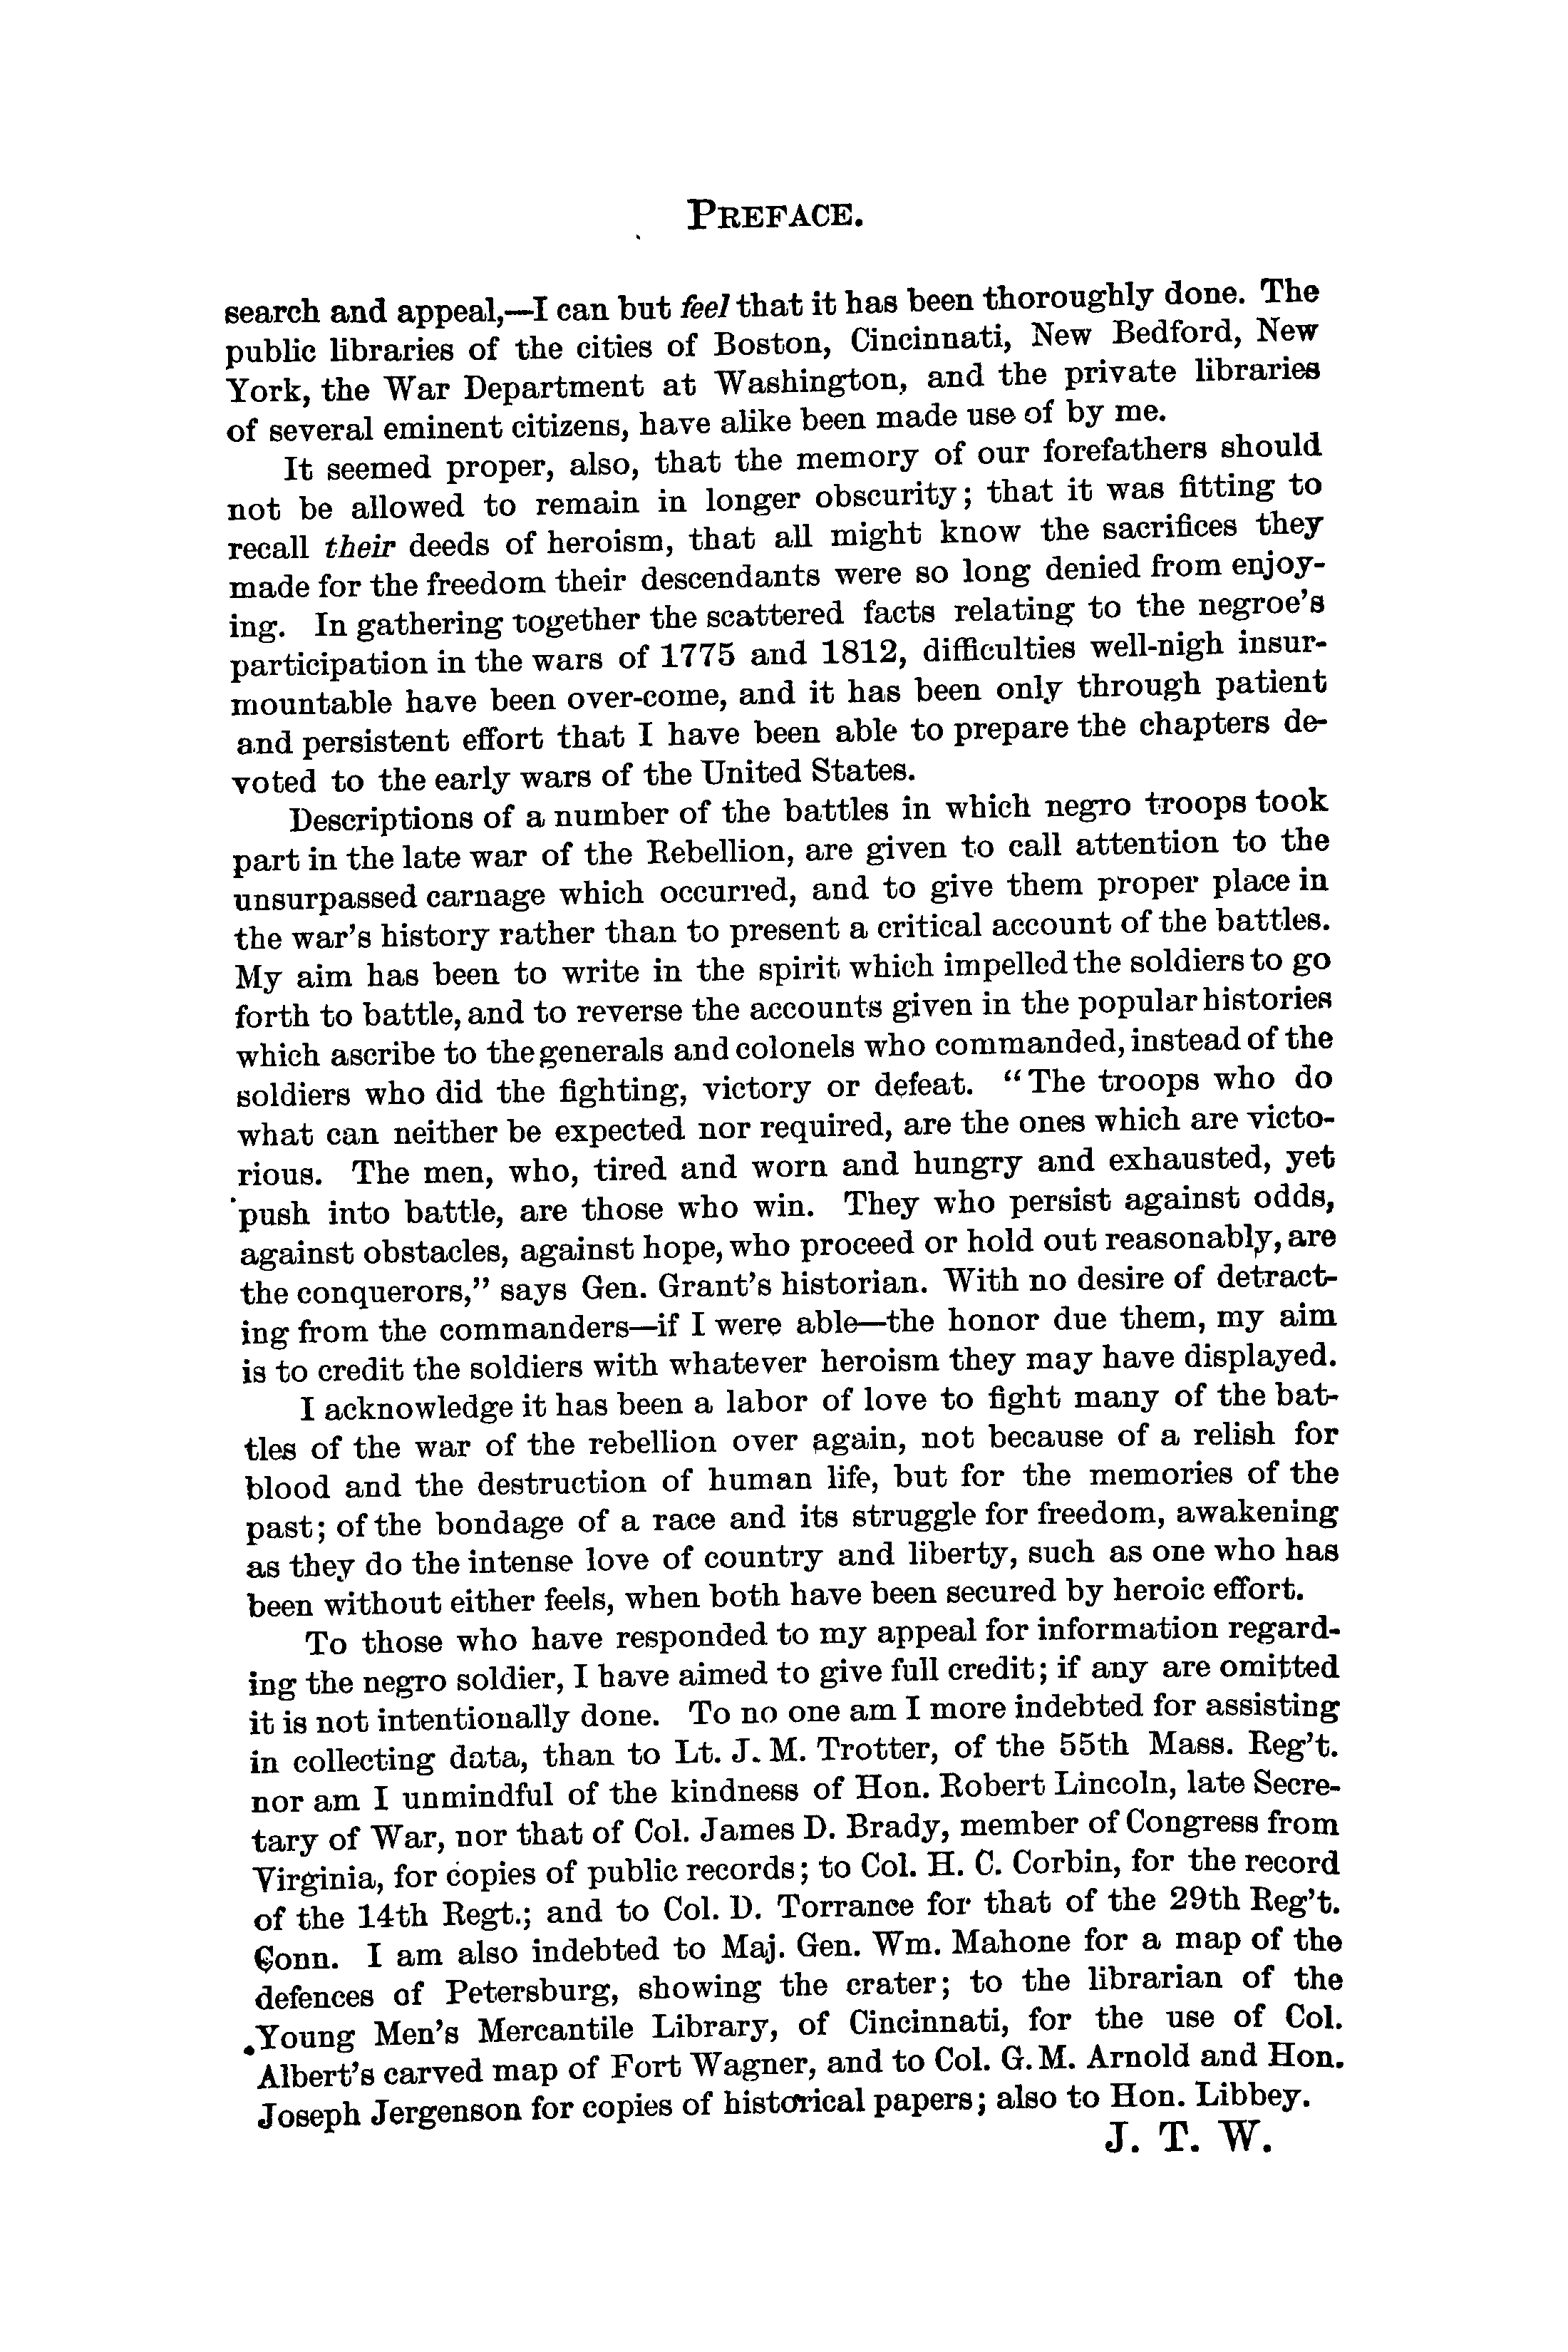 PREFACE.
search and appeal,—I can but feel that it has been thoroughly done. The
public libraries of the cities of Boston, Cincinnati, New Bedford, New
York, the War Department at Washington, and the private libraries
of several eminent citizens, have alike been made use of by me.
It seemed proper, also, that the memory of our forefathers should
not be allowed to remain in longer obscurity; that it was fitting to
recall their deeds of heroism, that all might know the sacrifices they
made for the freedom their descendants were so long denied from enjoy-
ing. In gathering together the scattered facts relating to the negroe's
participation in the wars of 1775 and 1812, difficulties well-nigh insur-
mountable have been over-come, and it has been only through patient
and persistent effort that I have been able to prepare the chapters de-
voted to the early wars of the United States.
Descriptions of a number of the battles in which negro troops took
part in the late war of the Rebellion, are given to call attention to the
unsurpassed carnage which occurred, and to give them proper place in
the war's history rather than to present a critical account of the battles.
My aim has been to write in the spirit which impelled the soldiers to go
forth to battle, and to reverse the accounts given in the popular histories
which ascribe to the generals and colonels who commanded, instead of the
soldiers who did the fighting, victory or defeat. "The troops who do
what can neither be expected nor required, are the ones which are victo-
rious. The men, who, tired and worn and hungry and exhausted, yet
push into battle, are those who win. They who persist against odds,
against obstacles, against hope, who proceed or hold out reasonably, are
the conquerors," says Gen. Grant's historian. With no desire of detract-
ing from the commanders—if I were able—the honor due them, my aim
is to credit the soldiers with whatever heroism they may have displayed.
I acknowledge it has been a labor of love to fight many of the bat-
tles of the war of the rebellion over again, not because of a relish for
blood and the destruction of human life, but for the memories of the
past; of the bondage of a race and its struggle for freedom, awakening
as they do the intense love of country and liberty, such as one who has
been without either feels, when both have been secured by heroic effort.
To those who have responded to my appeal for information regard-
ing the negro soldier, I have aimed to give full credit; if any are omitted
it is not intentionally done. To no one am I more indebted for assisting
in collecting data, than to Lt. J. M. Trotter, of the 55th Mass. Reg't.
nor am I unmindful of the kindness of Hon. Robert Lincoln, late Secre-
tary of War, nor that of Col. James D. Brady, member of Congress from
Virginia, for copies of public records; to Col. H. C. Corbin, for the record
of the 14th Regt.; and to Col. D. Torrance for that of the 29th Reg't.
Conn. I am also indebted to Maj. Gen. Wm. Mahone for a map of the
defences of Petersburg, showing the crater; to the librarian of the
Young Men's Mercantile Library, of Cincinnati, for the use of Col.
Albert's carved map of Fort Wagner, and to Col. G. M. Arnold and Hon.
Joseph Jergenson for copies of historical papers; also to Hon. Libbey.
J. T. W.